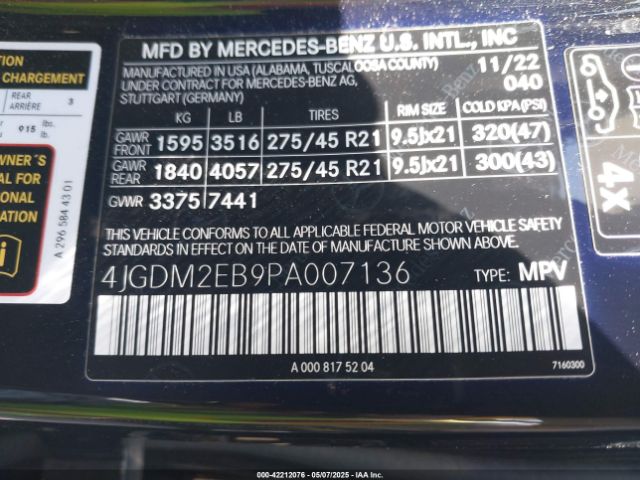 TION
CHARGEMENT
REAR
ARRIÈRE 3
915 lbs.
lb.
OWNER´S
AL FOR
ONAL
ATION
A 296 584 43 01
MFD BY MERCEDES-BENZ U.S. INTL., INC
MANUFACTURED IN USA (ALABAMA, TUSCALOOSA COUNTY) 11/22
UNDER CONTRACT FOR MERCEDES-BENZ AG, 040
STUTTGART (GERMANY)
KG LB TIRES RIM SIZE COLD KPA (PSI)
GAWR FRONT 1595 3516 275/45 R21 9.5Jx21 320(47)
GAWR REAR 1840 4057 275/45 R21 9.5Jx21 300(43)
GVWR 3375 7441
THIS VEHICLE CONFORMS TO ALL APPLICABLE FEDERAL MOTOR VEHICLE SAFETY
STANDARDS IN EFFECT ON THE DATE OF MANUFACTURE SHOWN ABOVE.
4JGDM2EB9PA007136 TYPE: MPV
A 000 817 52 04
7160300
4x
000-42212076 - 05/07/2025 - IAAI.COM